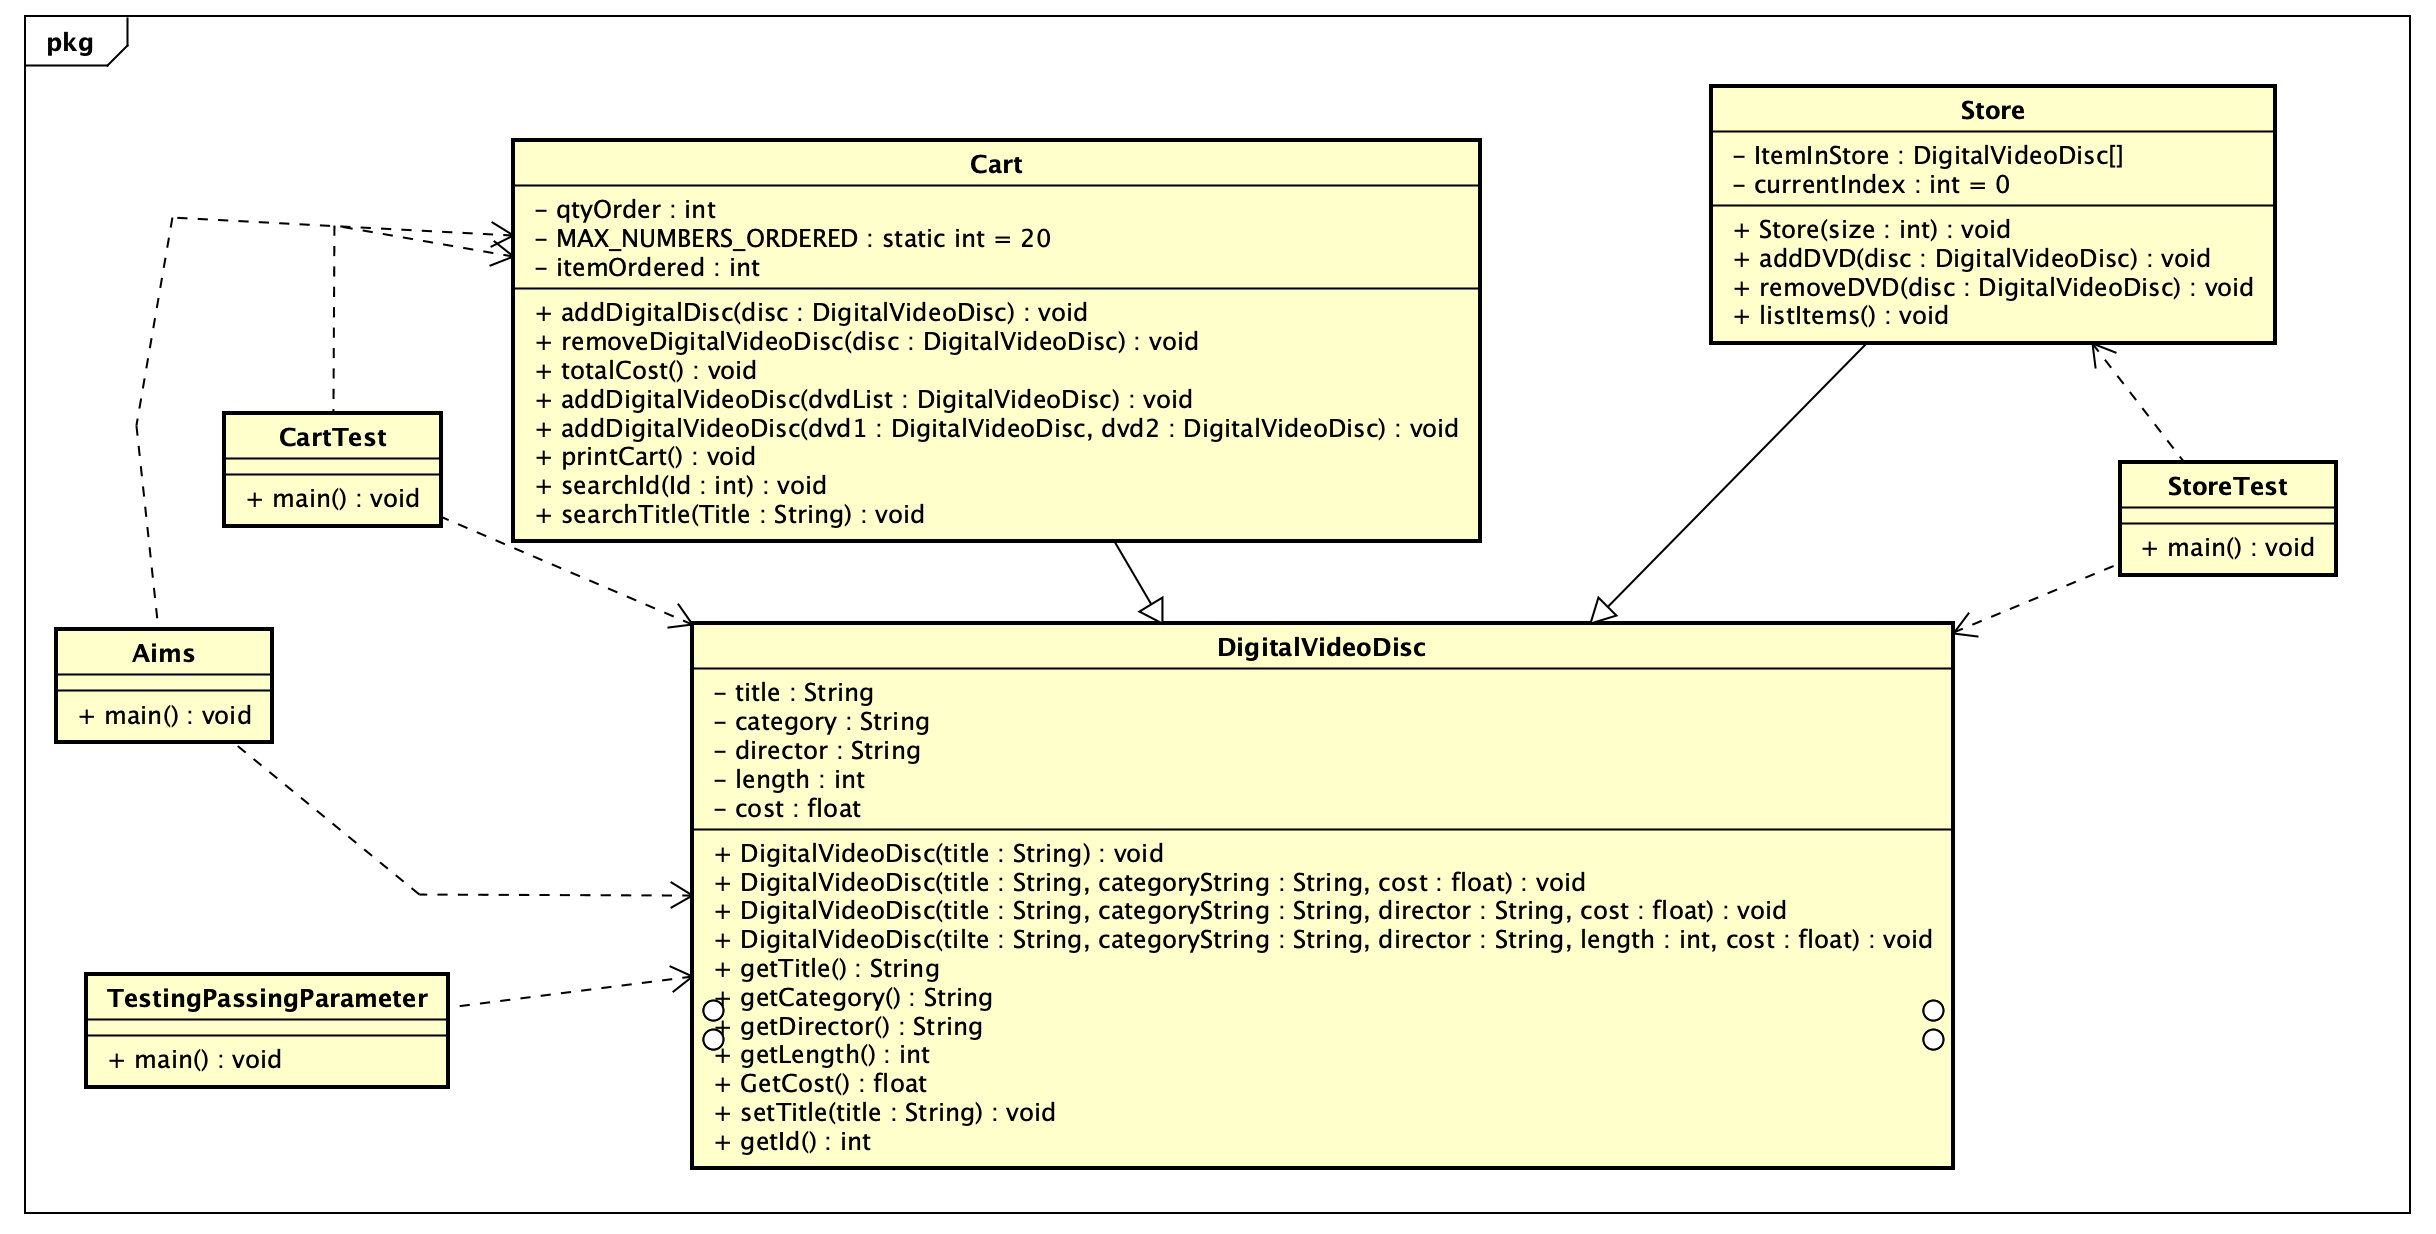 pkg
Cart
– qtyOrder : int
– MAX_NUMBERS_ORDERED : static int = 20
– itemOrdered : int
+ addDigitalDisc(disc : DigitalVideoDisc) : void
+ removeDigitalVideoDisc(disc : DigitalVideoDisc) : void
+ totalCost() : void
+ addDigitalVideoDisc(dvdList : DigitalVideoDisc) : void
+ addDigitalVideoDisc(dvd1 : DigitalVideoDisc, dvd2 : DigitalVideoDisc) : void
+ printCart() : void
+ searchId(Id : int) : void
+ searchTitle(Title : String) : void
Store
– ItemInStore : DigitalVideoDisc[]
– currentIndex : int = 0
+ Store(size : int) : void
+ addDVD(disc : DigitalVideoDisc) : void
+ removeDVD(disc : DigitalVideoDisc) : void
+ listItems() : void
CartTest
+ main() : void
StoreTest
+ main() : void
Aims
+ main() : void
DigitalVideoDisc
– title : String
– category : String
– director : String
– length : int
– cost : float
+ DigitalVideoDisc(title : String) : void
+ DigitalVideoDisc(title : String, categoryString : String, cost : float) : void
+ DigitalVideoDisc(title : String, categoryString : String, director : String, cost : float) : void
+ DigitalVideoDisc(tilte : String, categoryString : String, director : String, length : int, cost : float) : void
+ getTitle() : String
+ getCategory() : String
+ getDirector() : String
+ getLength() : int
+ GetCost() : float
+ setTitle(title : String) : void
+ getId() : int
TestingPassingParameter
+ main() : void